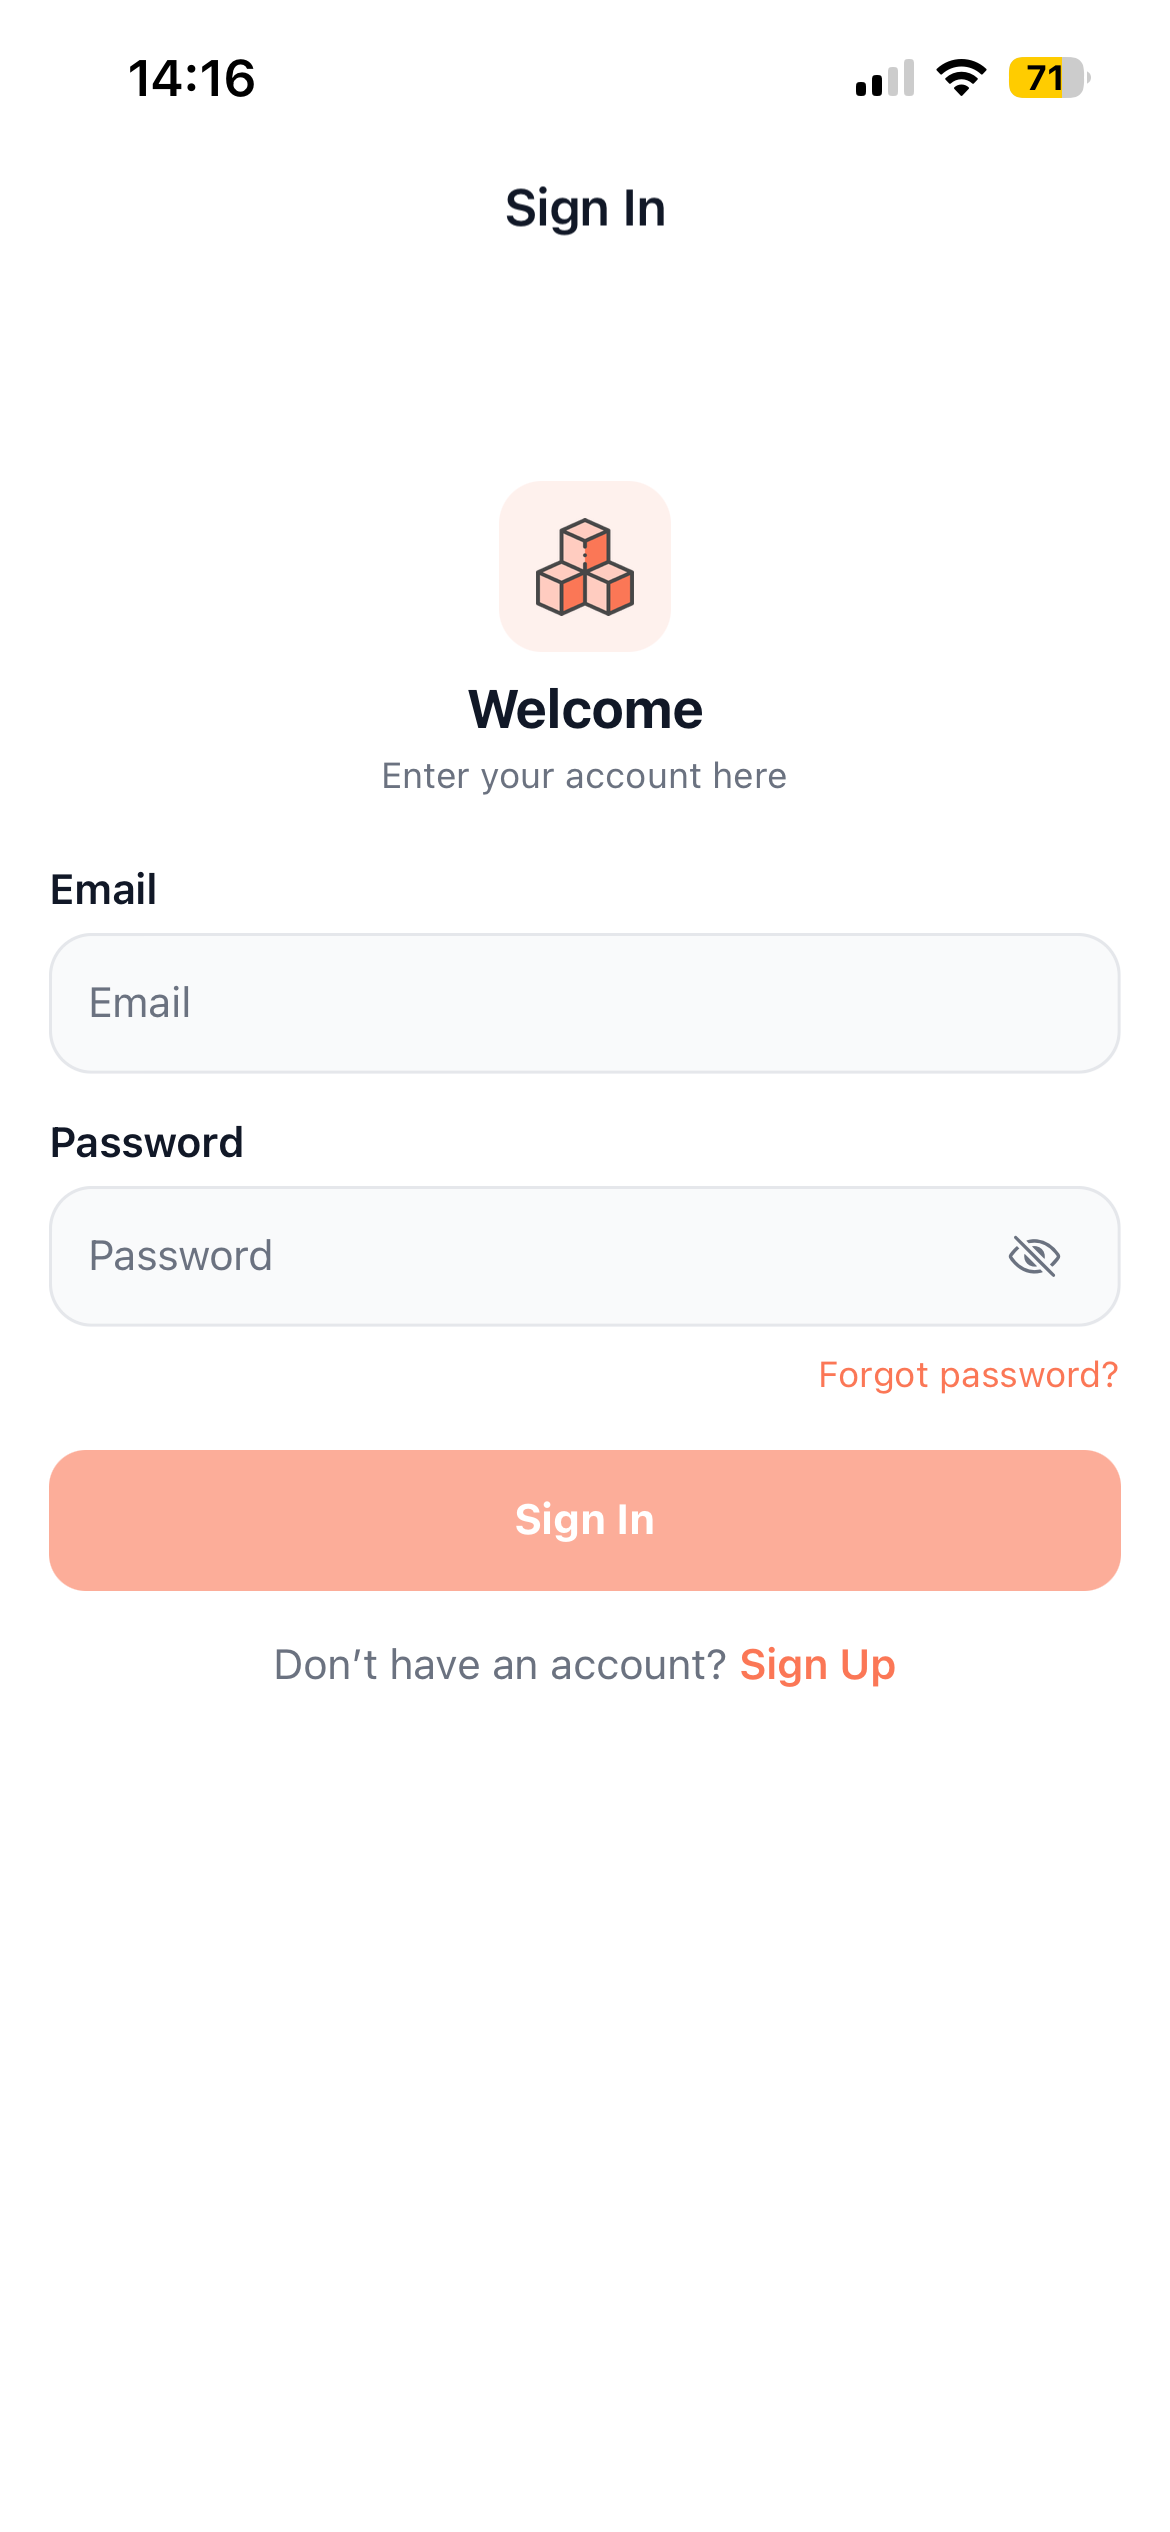 14:16
71
Sign In
Welcome
Enter your account here
Email
Email
Password
Password
Forgot password?
Sign In
Don’t have an account? Sign Up